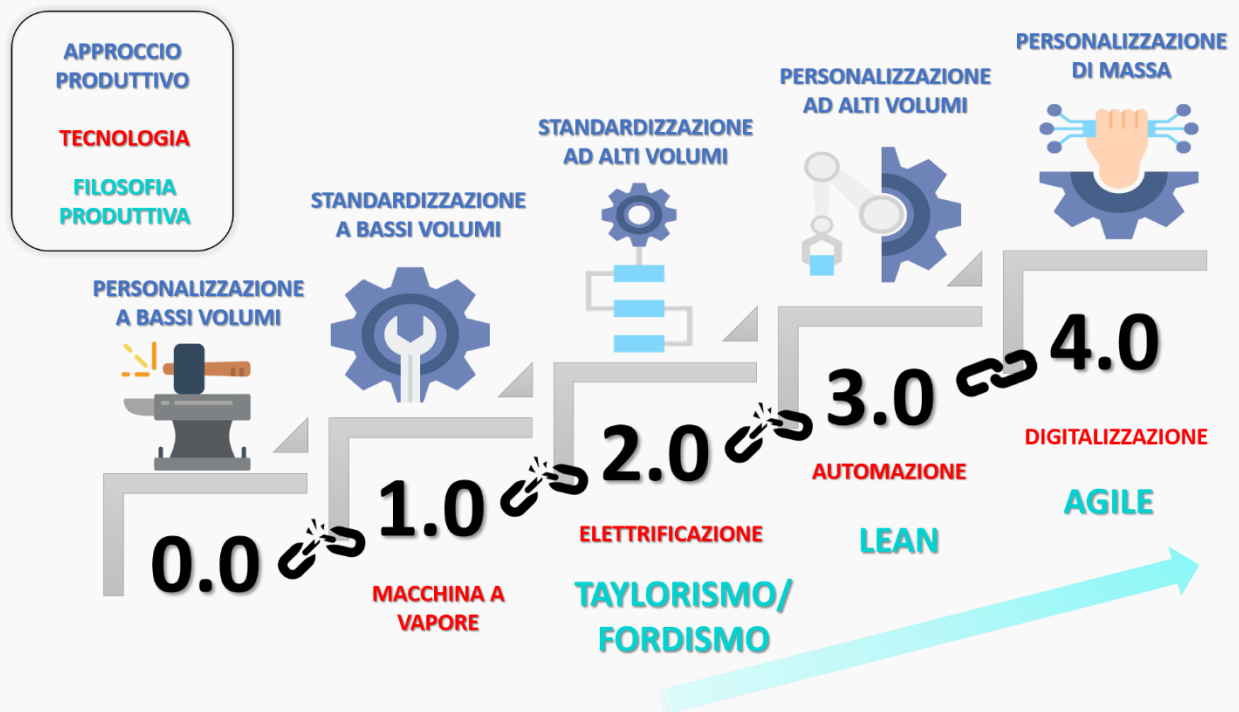 APPROCCIO
PRODUTTIVO
TECNOLOGIA
FILOSOFIA
PRODUTTIVA
PERSONALIZZAZIONE
A BASSI VOLUMI
0.0
STANDARDIZZAZIONE
A BASSI VOLUMI
1.0
MACCHINA A
VAPORE
STANDARDIZZAZIONE
AD ALTI VOLUMI
2.0
ELETTRIFICAZIONE
TAYLORISMO/
FORDISMO
PERSONALIZZAZIONE
AD ALTI VOLUMI
3.0
AUTOMAZIONE
LEAN
PERSONALIZZAZIONE
DI MASSA
4.0
DIGITALIZZAZIONE
AGILE